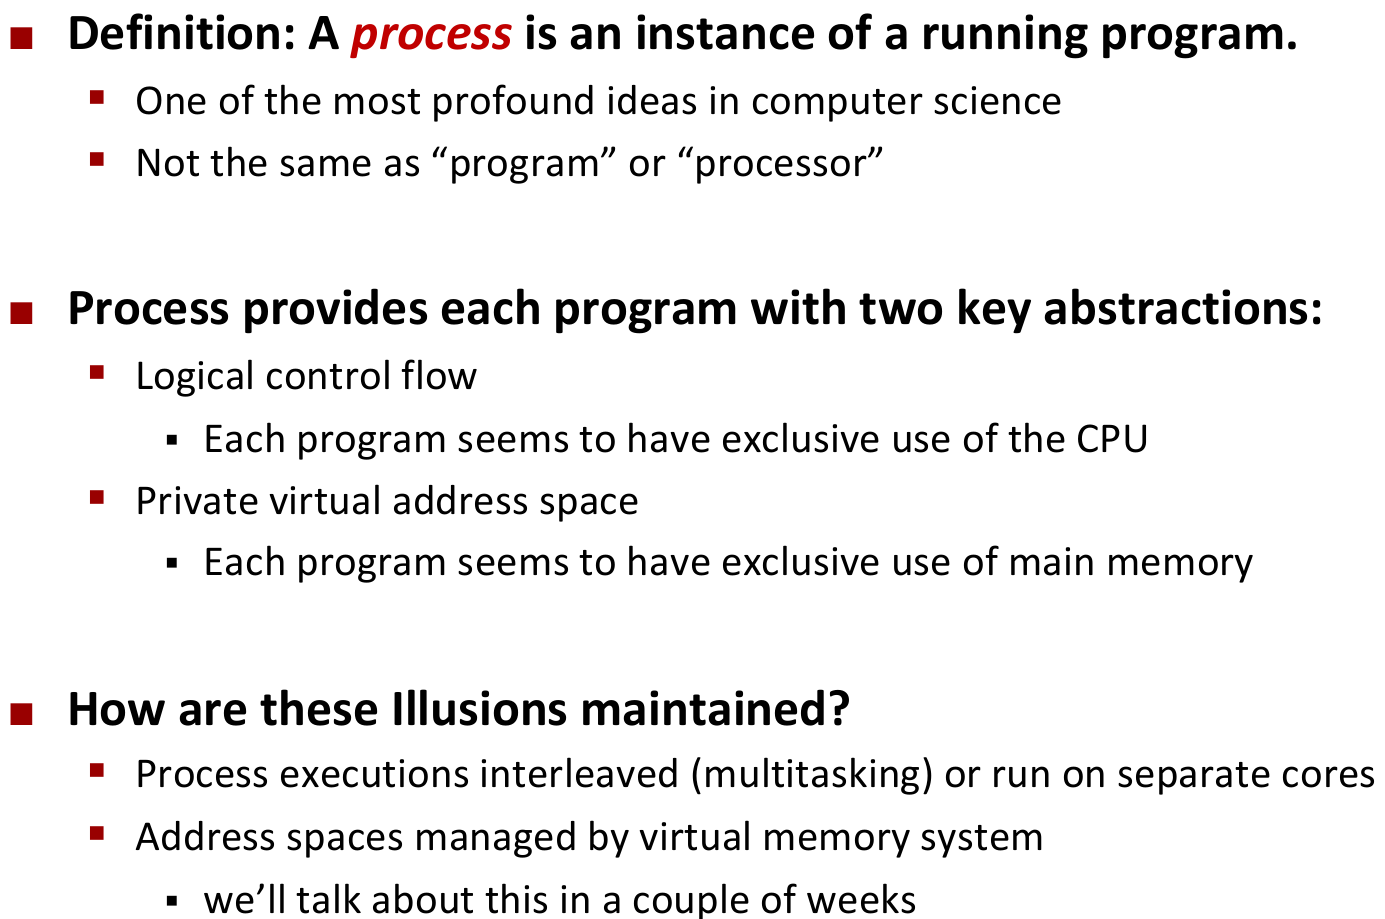 ■ Definition: A process is an instance of a running program.
▪ One of the most profound ideas in computer science
▪ Not the same as “program” or “processor”
■ Process provides each program with two key abstractions:
▪ Logical control flow
▪ Each program seems to have exclusive use of the CPU
▪ Private virtual address space
▪ Each program seems to have exclusive use of main memory
■ How are these Illusions maintained?
▪ Process executions interleaved (multitasking) or run on separate cores
▪ Address spaces managed by virtual memory system
▪ we’ll talk about this in a couple of weeks